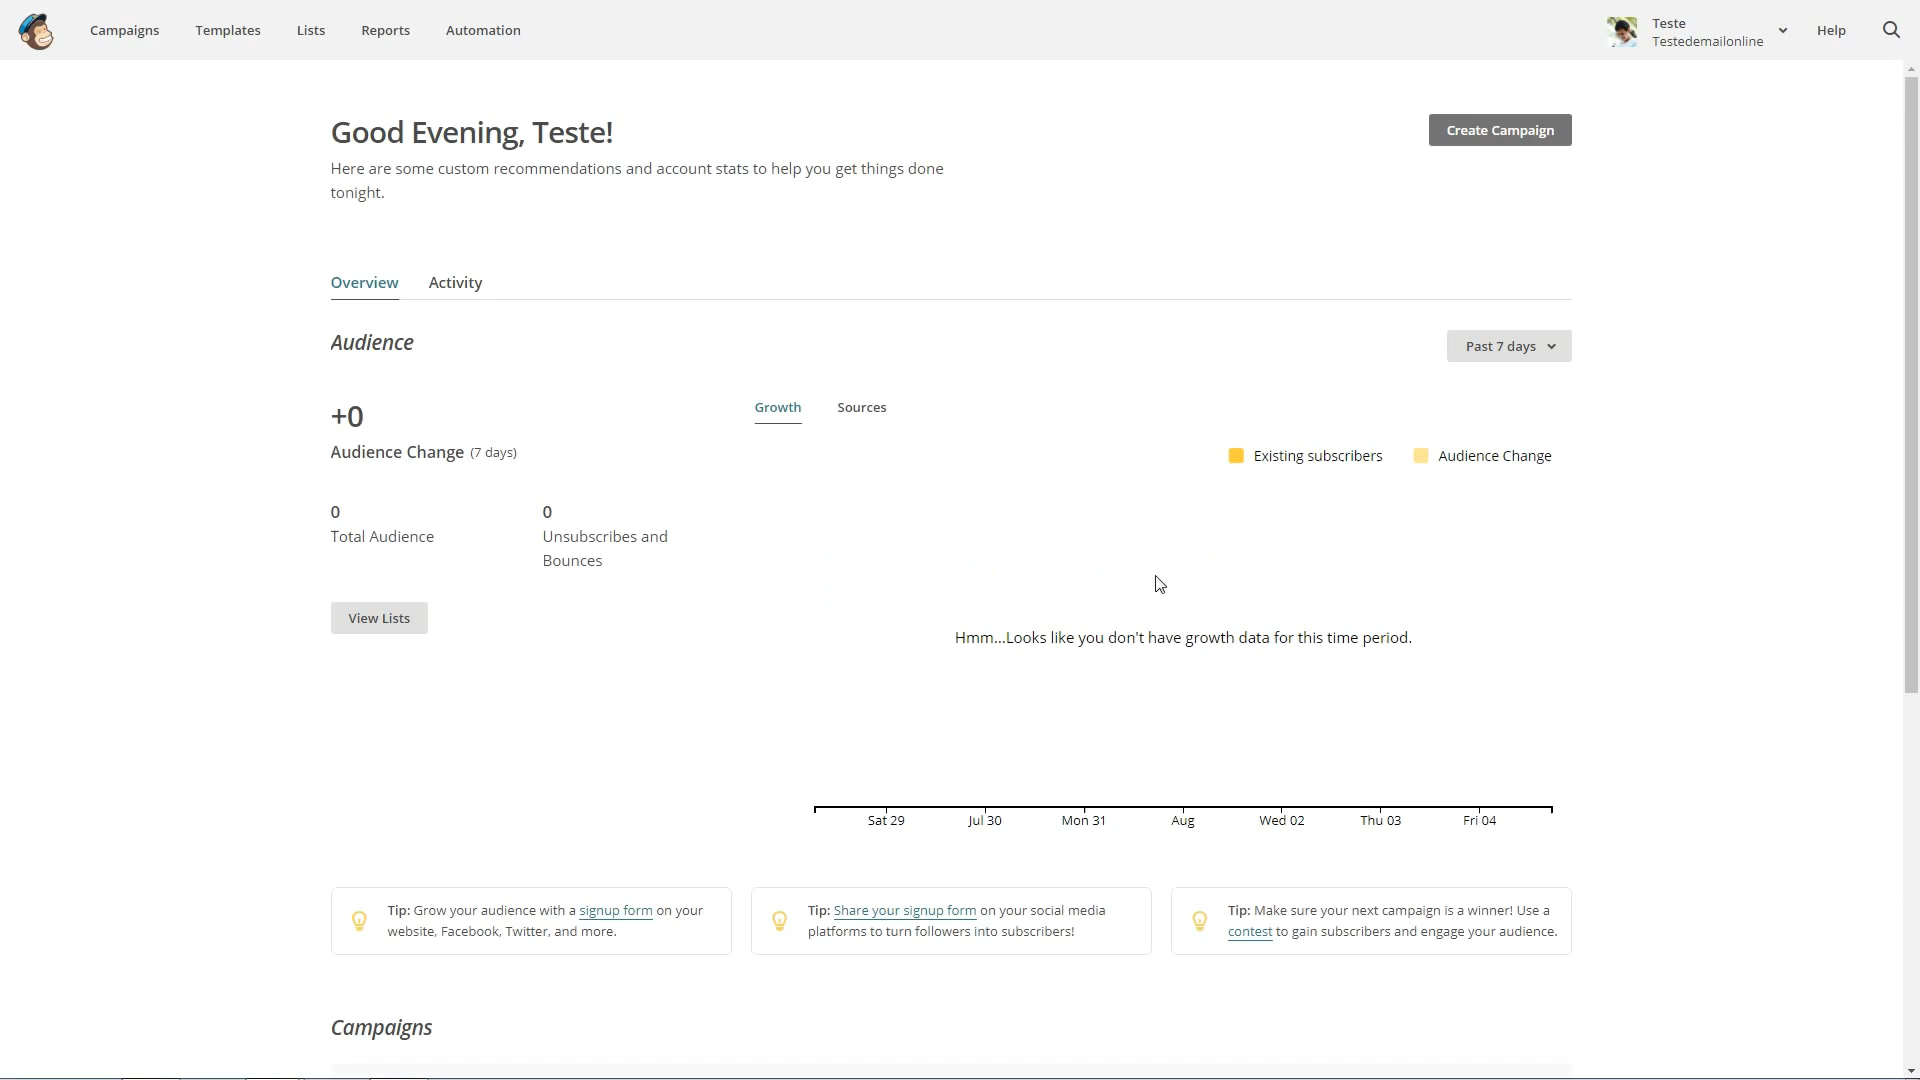 Campaigns Templates Lists Reports Automation
Teste
Testedemailonline
Help
Good Evening, Teste!
Create Campaign
Here are some custom recommendations and account stats to help you get things done
tonight.
Overview Activity
Audience
Past 7 days
+0
Audience Change (7 days)
0
Total Audience
0
Unsubscribes and
Bounces
View Lists
Growth Sources
Existing subscribers Audience Change
Hmm...Looks like you don't have growth data for this time period.
Sat 29 Jul 30 Mon 31 Aug Wed 02 Thu 03 Fri 04
Tip: Grow your audience with a signup form on your
website, Facebook, Twitter, and more.
Tip: Share your signup form on your social media
platforms to turn followers into subscribers!
Tip: Make sure your next campaign is a winner! Use a
contest to gain subscribers and engage your audience.
Campaigns